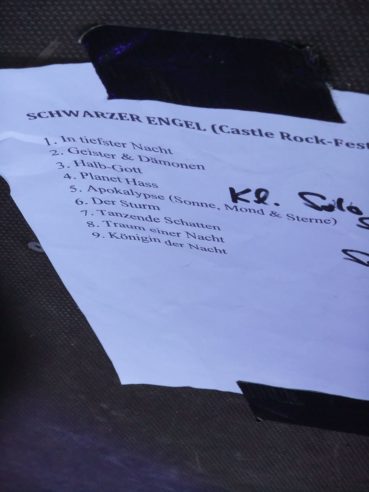 SCHWARZER ENGEL (Castle Rock-Fest
1. In tiefster Nacht
2. Geister & Dämonen
3. Halb-Gott
4. Planet Hass
5. Apokalypse (Sonne, Mond & Sterne)
Kl. Solo
6. Der Sturm
7. Tanzende Schatten
8. Traum einer Nacht
9. Königin der Nacht